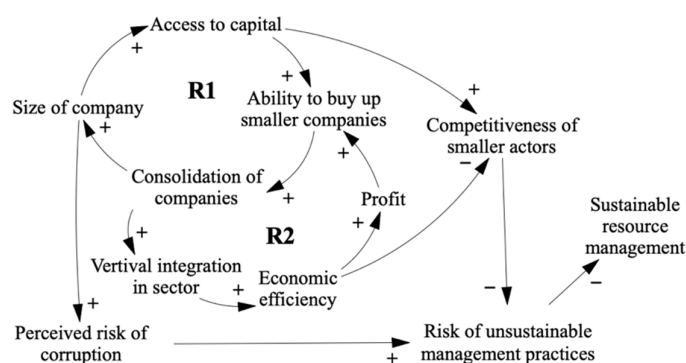 Access to capital
+
+
R1
+
Size of company
Ability to buy up
smaller companies
Competitiveness of
smaller actors
+
+
−
Consolidation of
companies
+
Profit
Sustainable
resource
management
+
R2
+
Vertival integration
in sector
+
Economic
efficiency
−
−
+
Perceived risk of
corruption
Risk of unsustainable
management practices
+